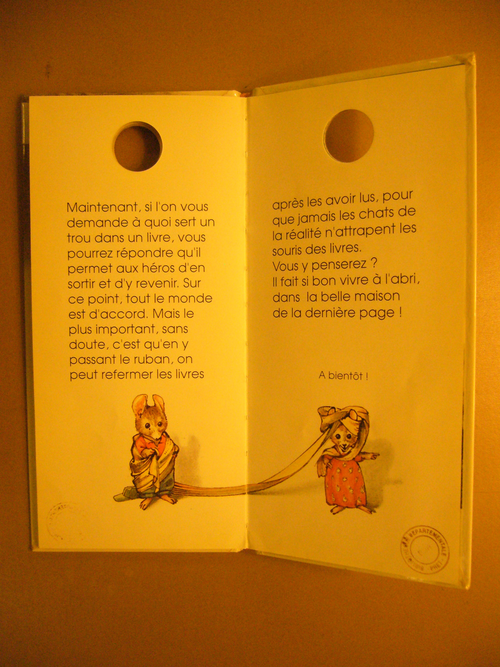 Maintenant, si l'on vous
demande à quoi sert un
trou dans un livre, vous
pourrez répondre qu'il
permet aux héros d'en
sortir et d'y revenir. Sur
ce point, tout le monde
est d'accord. Mais le
plus important, sans
doute, c'est qu'en y
passant le ruban, on
peut refermer les livres
après les avoir lus, pour
que jamais les chats de
la réalité n'attrapent les
souris des livres.
Vous y penserez ?
Il fait si bon vivre à l'abri,
dans la belle maison
de la dernière page !
A bientôt !
DEPARTEMENTALE